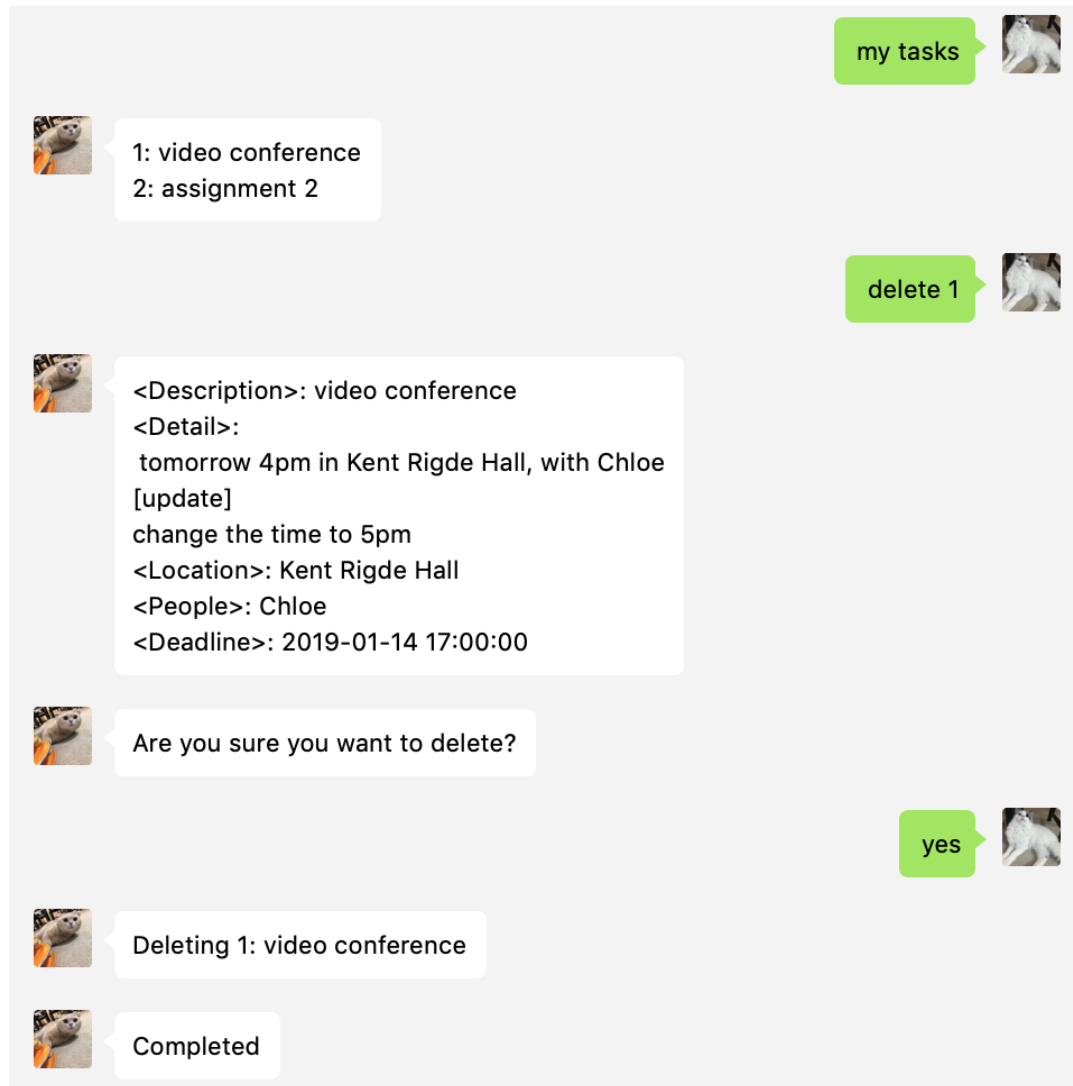 my tasks
1: video conference
2: assignment 2
delete 1
<Description>: video conference
<Detail>:
tomorrow 4pm in Kent Rigde Hall, with Chloe
[update]
change the time to 5pm
<Location>: Kent Rigde Hall
<People>: Chloe
<Deadline>: 2019-01-14 17:00:00
Are you sure you want to delete?
yes
Deleting 1: video conference
Completed